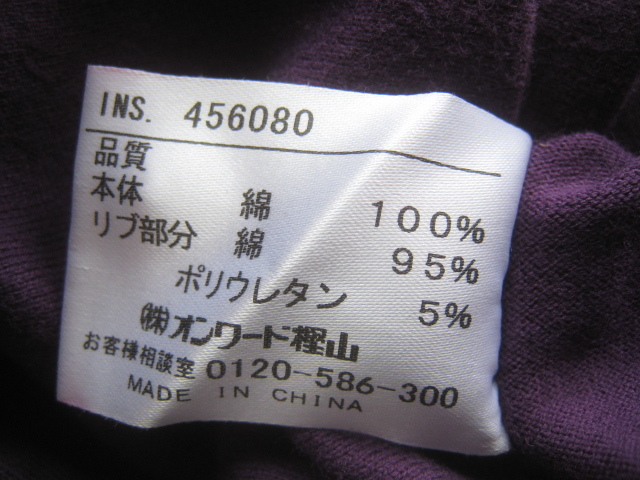 INS. 456080
品質
本体 綿 100%
リブ部分 綿 95%
ポリウレタン 5%
㈱オンワード樫山
お客様相談室 0120-586-300
MADE IN CHINA